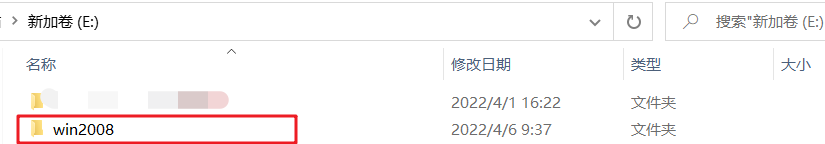 新加卷 (E:)
搜索"新加卷 (E:)
名称 修改日期 类型 大小
2022/4/1 16:22 文件夹
win2008 2022/4/6 9:37 文件夹